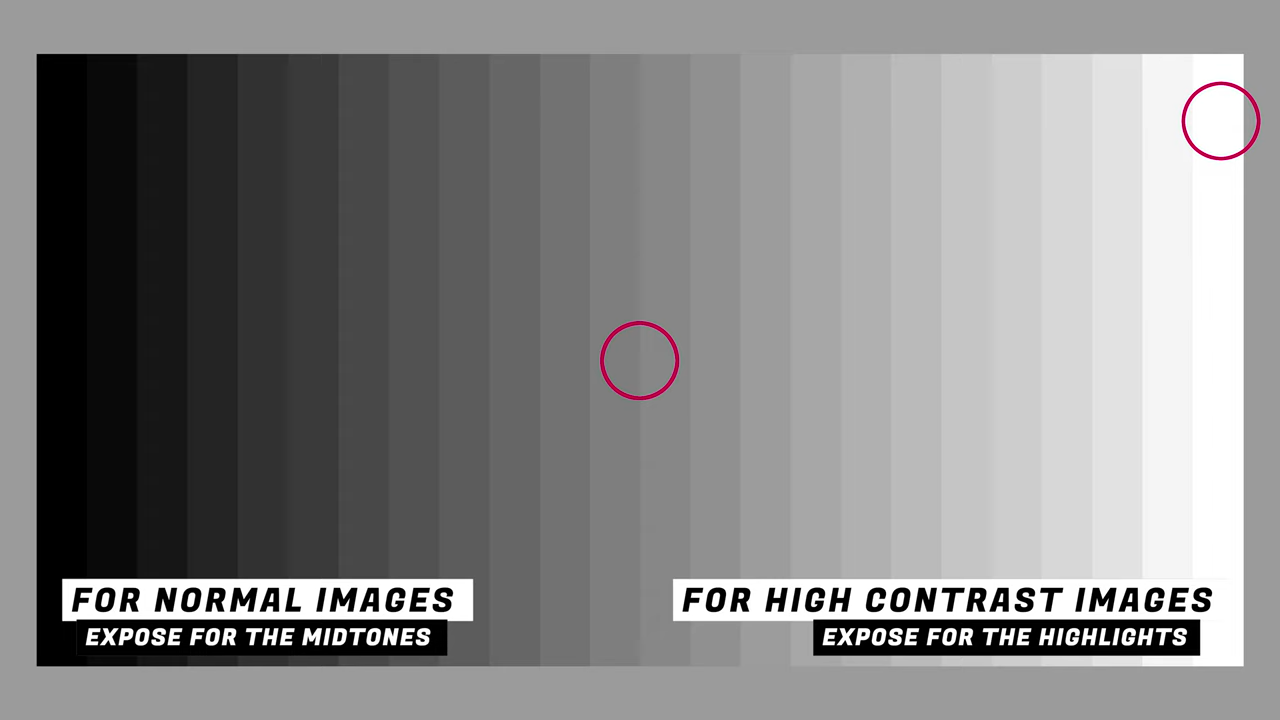 FOR NORMAL IMAGES
EXPOSE FOR THE MIDTONES
FOR HIGH CONTRAST IMAGES
EXPOSE FOR THE HIGHLIGHTS